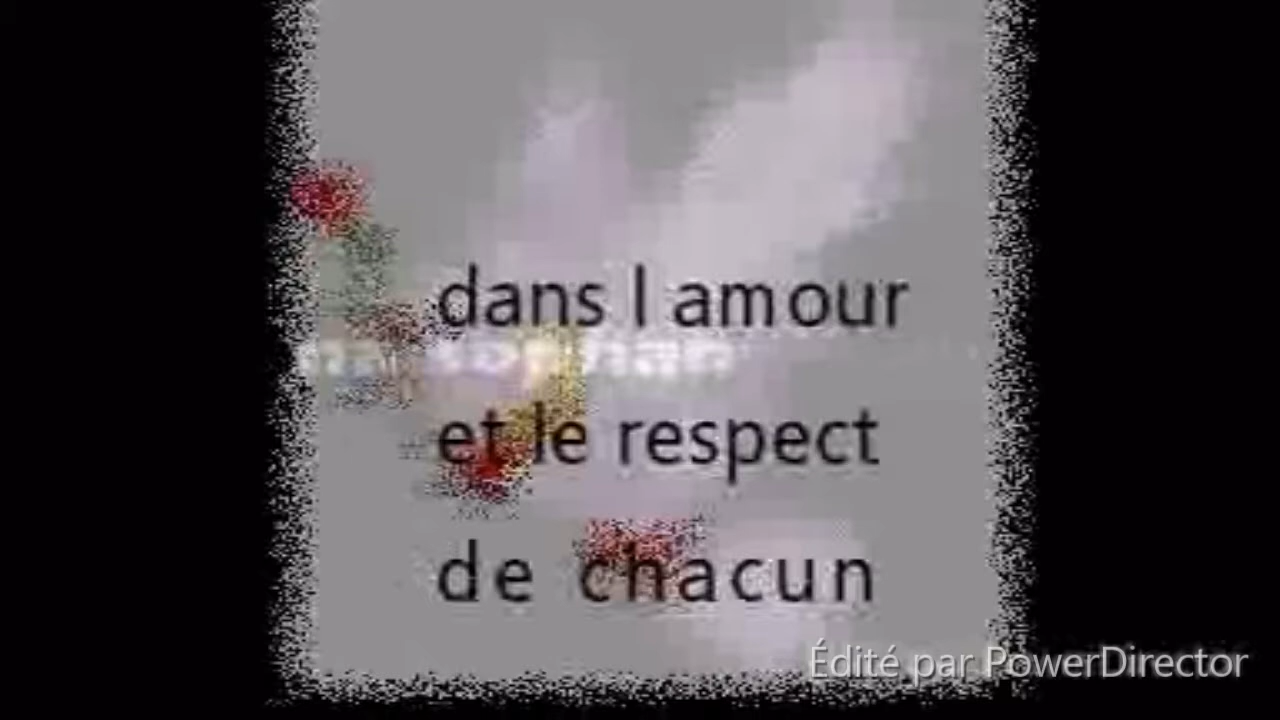 dans l amour
et le respect
de chacun
Édité par PowerDirector